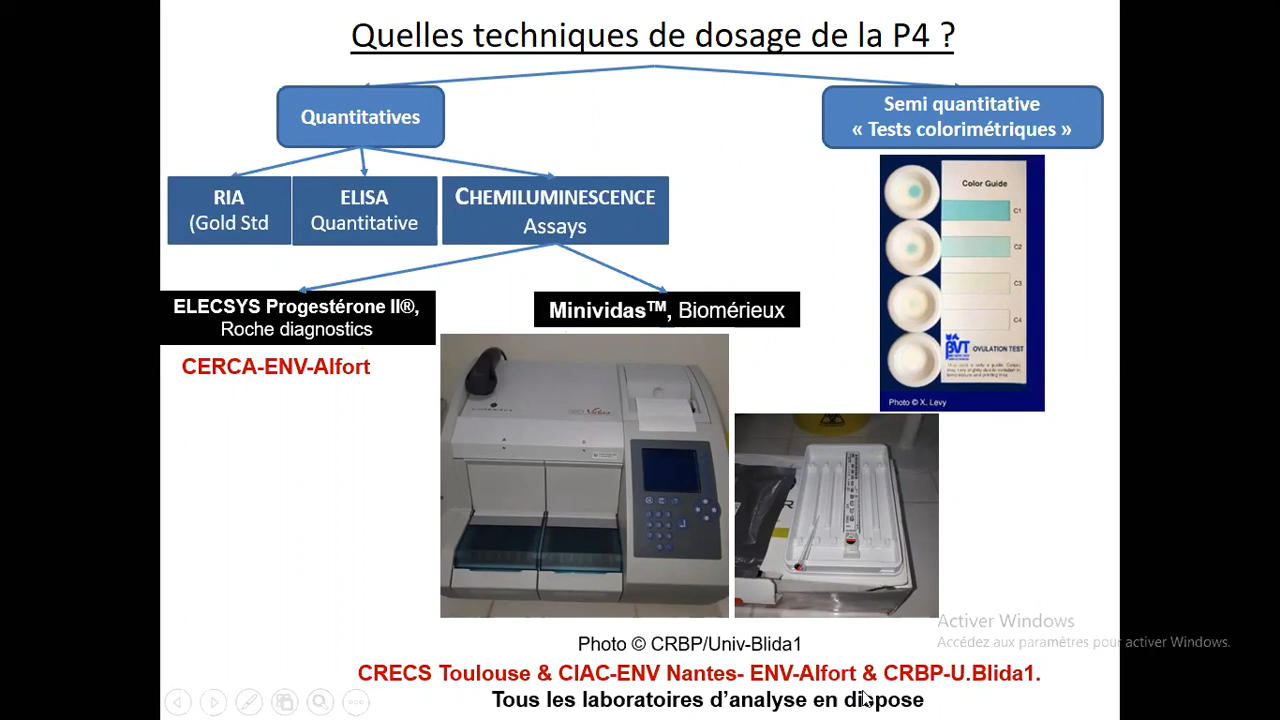 Quelles techniques de dosage de la P4 ?
Quantitatives
Semi quantitative
« Tests colorimétriques »
RIA
(Gold Std
ELISA
Quantitative
CHEMILUMINESCENCE
Assays
Color Guide
C1
C2
C3
C4
OVULATION TEST
Photo © X. Levy
ELECSYS Progestérone II®,
Roche diagnostics
CERCA-ENV-Alfort
Minividas™, Biomérieux
Photo © CRBP/Univ-Blida1
CRECS Toulouse & CIAC-ENV Nantes- ENV-Alfort & CRBP-U.Blida1.
Tous les laboratoires d’analyse en dispose
Activer Windows
Accédez aux paramètres pour activer Windows.